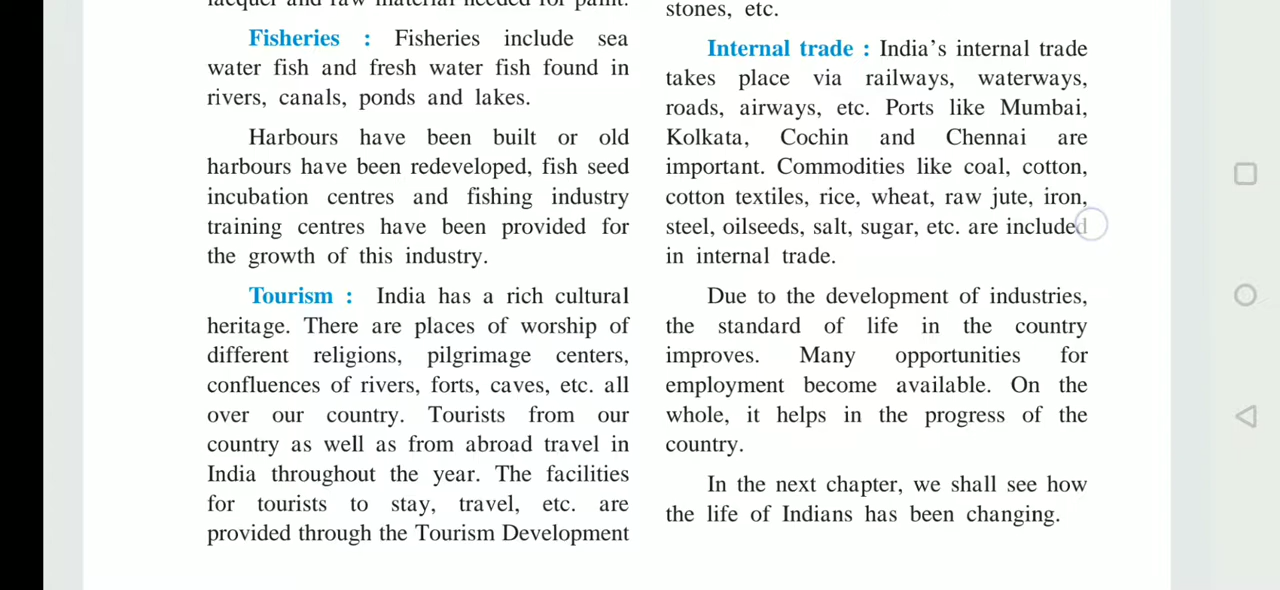 lacquer and raw material needed for paint.
Fisheries : Fisheries include sea
water fish and fresh water fish found in
rivers, canals, ponds and lakes.
Harbours have been built or old
harbours have been redeveloped, fish seed
incubation centres and fishing industry
training centres have been provided for
the growth of this industry.
Tourism : India has a rich cultural
heritage. There are places of worship of
different religions, pilgrimage centers,
confluences of rivers, forts, caves, etc. all
over our country. Tourists from our
country as well as from abroad travel in
India throughout the year. The facilities
for tourists to stay, travel, etc. are
provided through the Tourism Development
stones, etc.
Internal trade : India's internal trade
takes place via railways, waterways,
roads, airways, etc. Ports like Mumbai,
Kolkata, Cochin and Chennai are
important. Commodities like coal, cotton,
cotton textiles, rice, wheat, raw jute, iron,
steel, oilseeds, salt, sugar, etc. are included
in internal trade.
Due to the development of industries,
the standard of life in the country
improves. Many opportunities for
employment become available. On the
whole, it helps in the progress of the
country.
In the next chapter, we shall see how
the life of Indians has been changing.